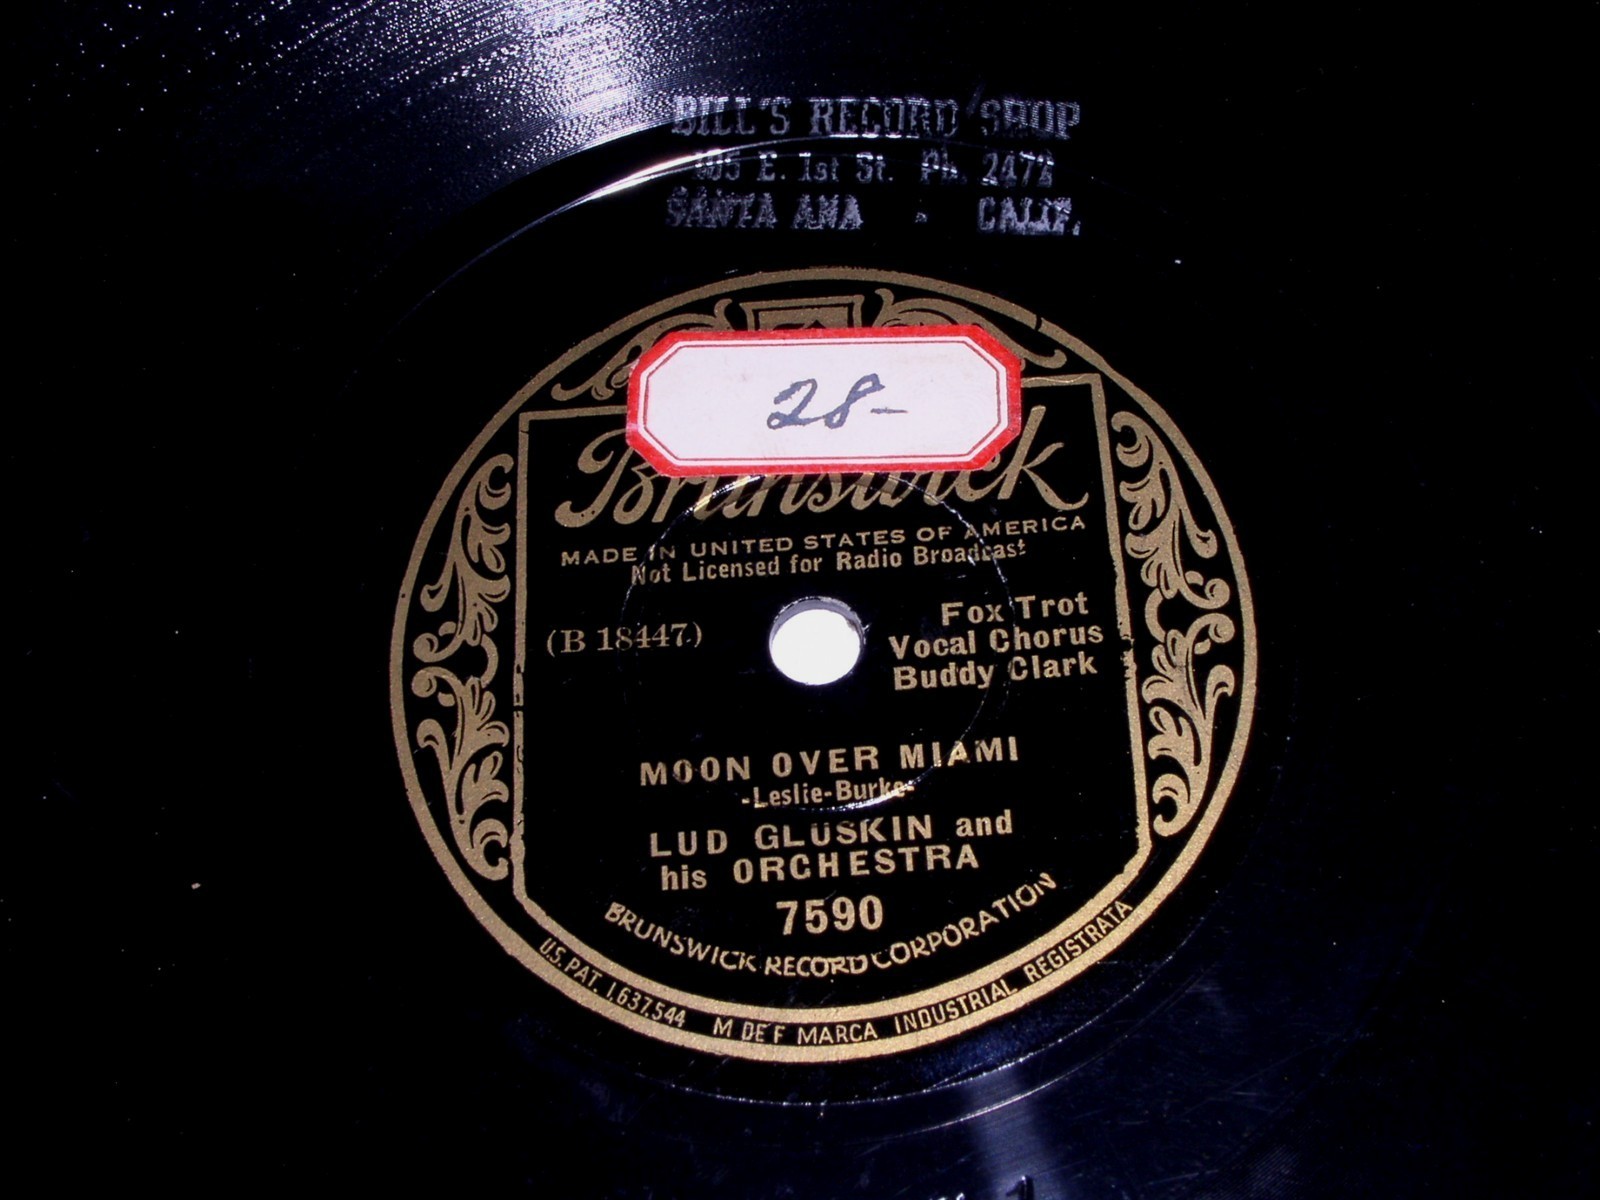 BILL'S RECORD SHOP
105 E. 1st St. Ph. 2472
SANTA ANA - CALIF.
28-
Brunswick
MADE IN UNITED STATES OF AMERICA
Not Licensed for Radio Broadcast
(B 18447)
Fox Trot
Vocal Chorus
Buddy Clark
MOON OVER MIAMI
-Leslie-Burke-
LUD GLUSKIN and
his ORCHESTRA
7590
BRUNSWICK RECORD CORPORATION
U.S. PAT. 1,637,544 M DE F MARCA INDUSTRIAL REGISTRATA